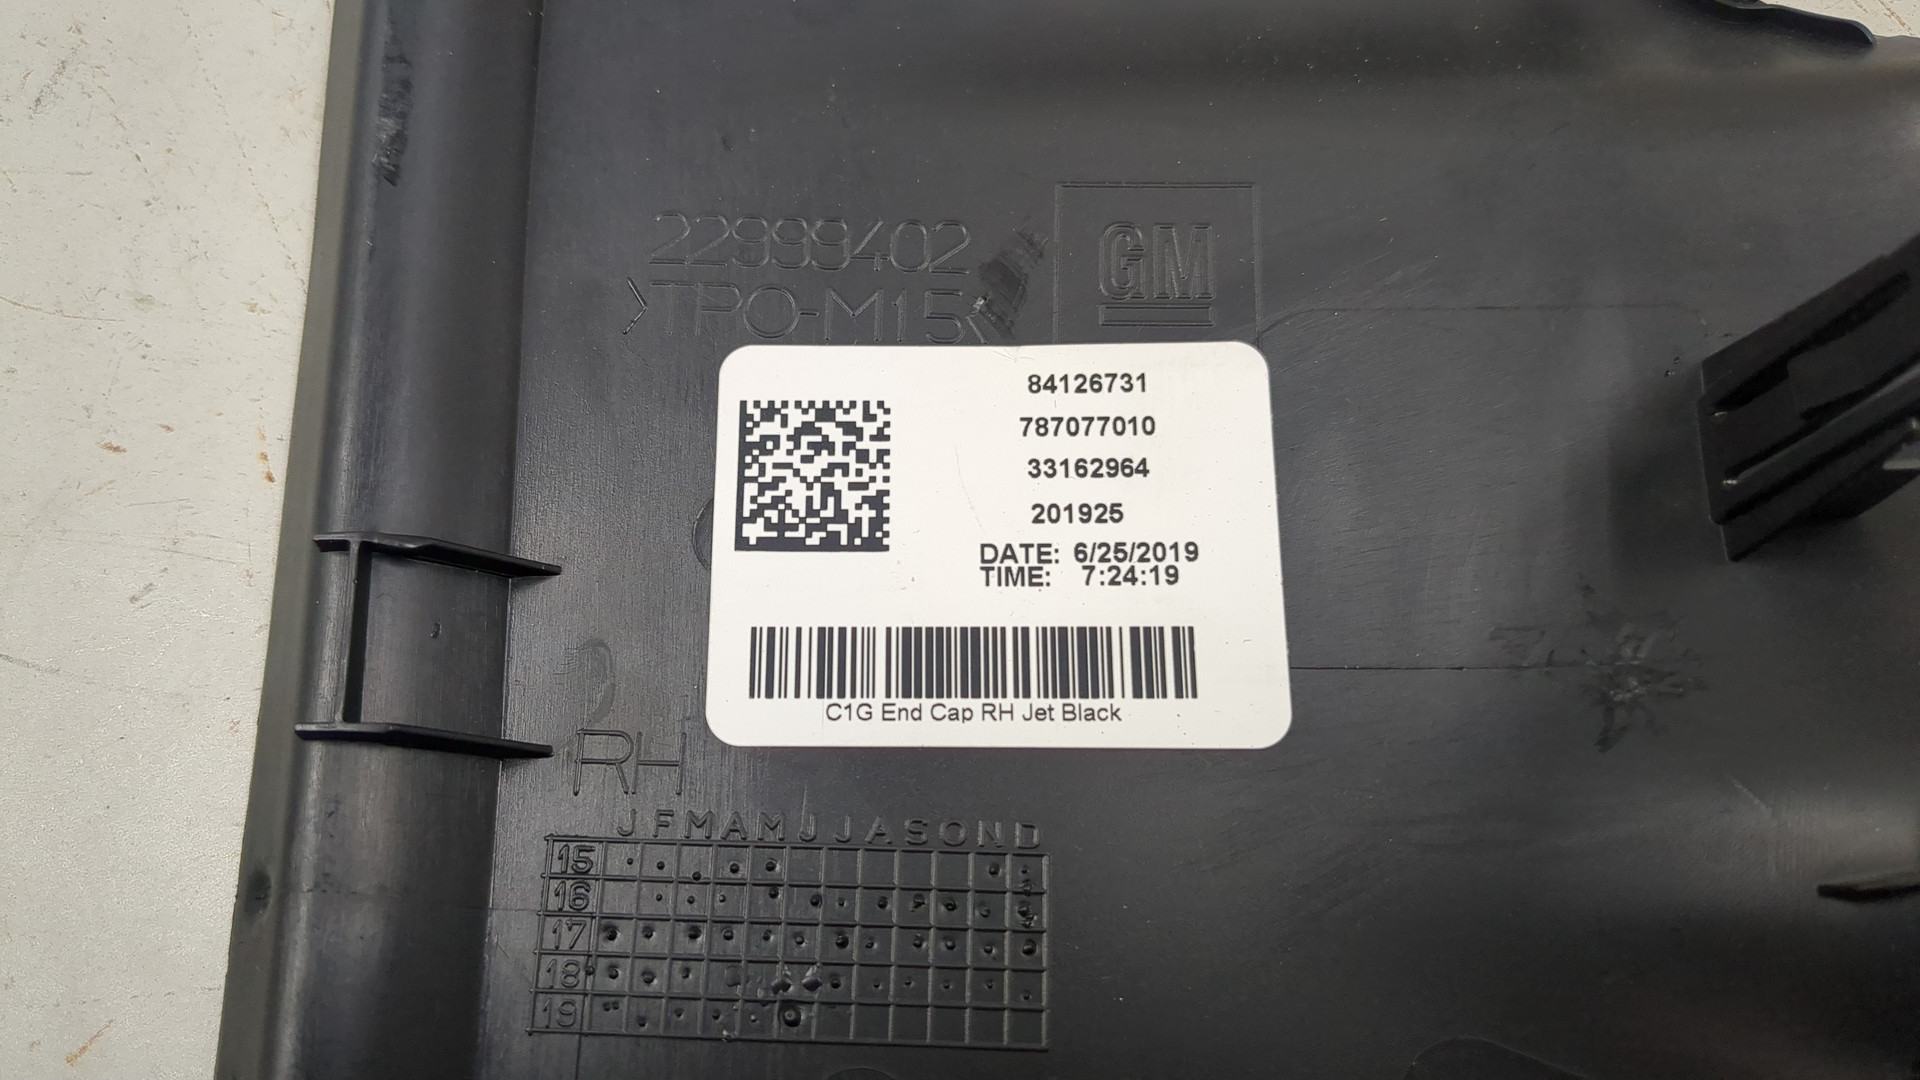 22999402
>TPO-M15<
GM
84126731
787077010
33162964
201925
DATE: 6/25/2019
TIME: 7:24:19
C1G End Cap RH Jet Black
RH
J F M A M J J A S O N D
15
16
17
18
19